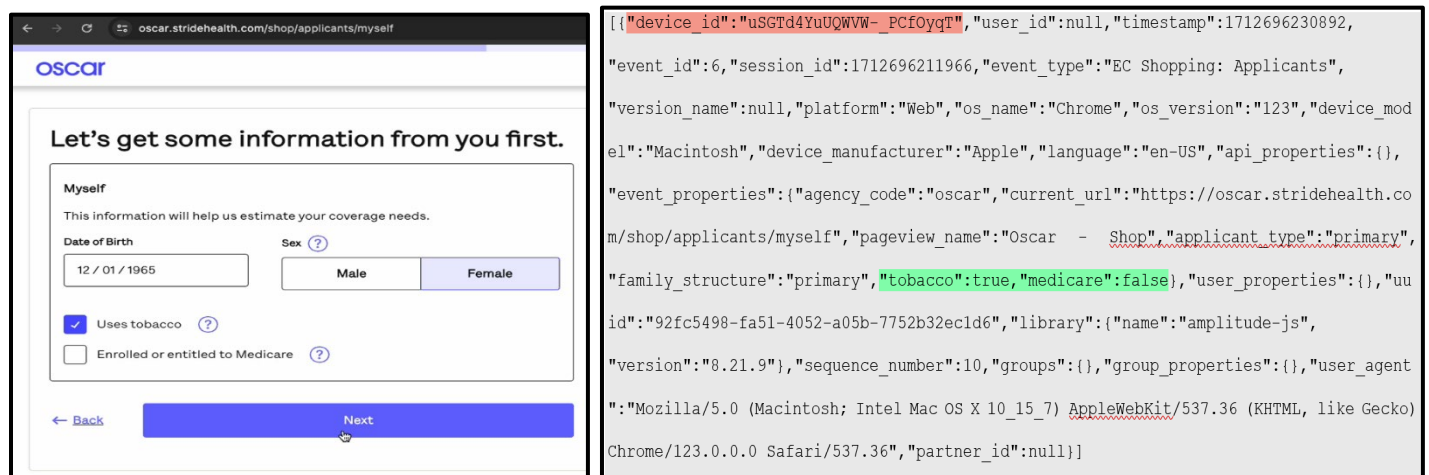 oscar.stridehealth.com/shop/applicants/myself
oscar
Let's get some information from you first.
Myself
This information will help us estimate your coverage needs.
Date of Birth
Sex ?
12 / 01 / 1965
Male
Female
Uses tobacco ?
Enrolled or entitled to Medicare ?
← Back
Next
[{"device_id":"uSGTd4YuUQWVW-_PCfOyqT","user_id":null,"timestamp":1712696230892,
"event_id":6,"session_id":1712696211966,"event_type":"EC Shopping: Applicants",
"version_name":null,"platform":"Web","os_name":"Chrome","os_version":"123","device_mod
el":"Macintosh","device_manufacturer":"Apple","language":"en-US","api_properties":{},
"event_properties":{"agency_code":"oscar","current_url":"https://oscar.stridehealth.co
m/shop/applicants/myself","pageview_name":"Oscar - Shop","applicant_type":"primary",
"family_structure":"primary","tobacco":true,"medicare":false},"user_properties":{},"uu
id":"92fc5498-fa51-4052-a05b-7752b32ec1d6","library":{"name":"amplitude-js",
"version":"8.21.9"},"sequence_number":10,"groups":{},"group_properties":{},"user_agent
":"Mozilla/5.0 (Macintosh; Intel Mac OS X 10_15_7) AppleWebKit/537.36 (KHTML, like Gecko)
Chrome/123.0.0.0 Safari/537.36","partner_id":null}]